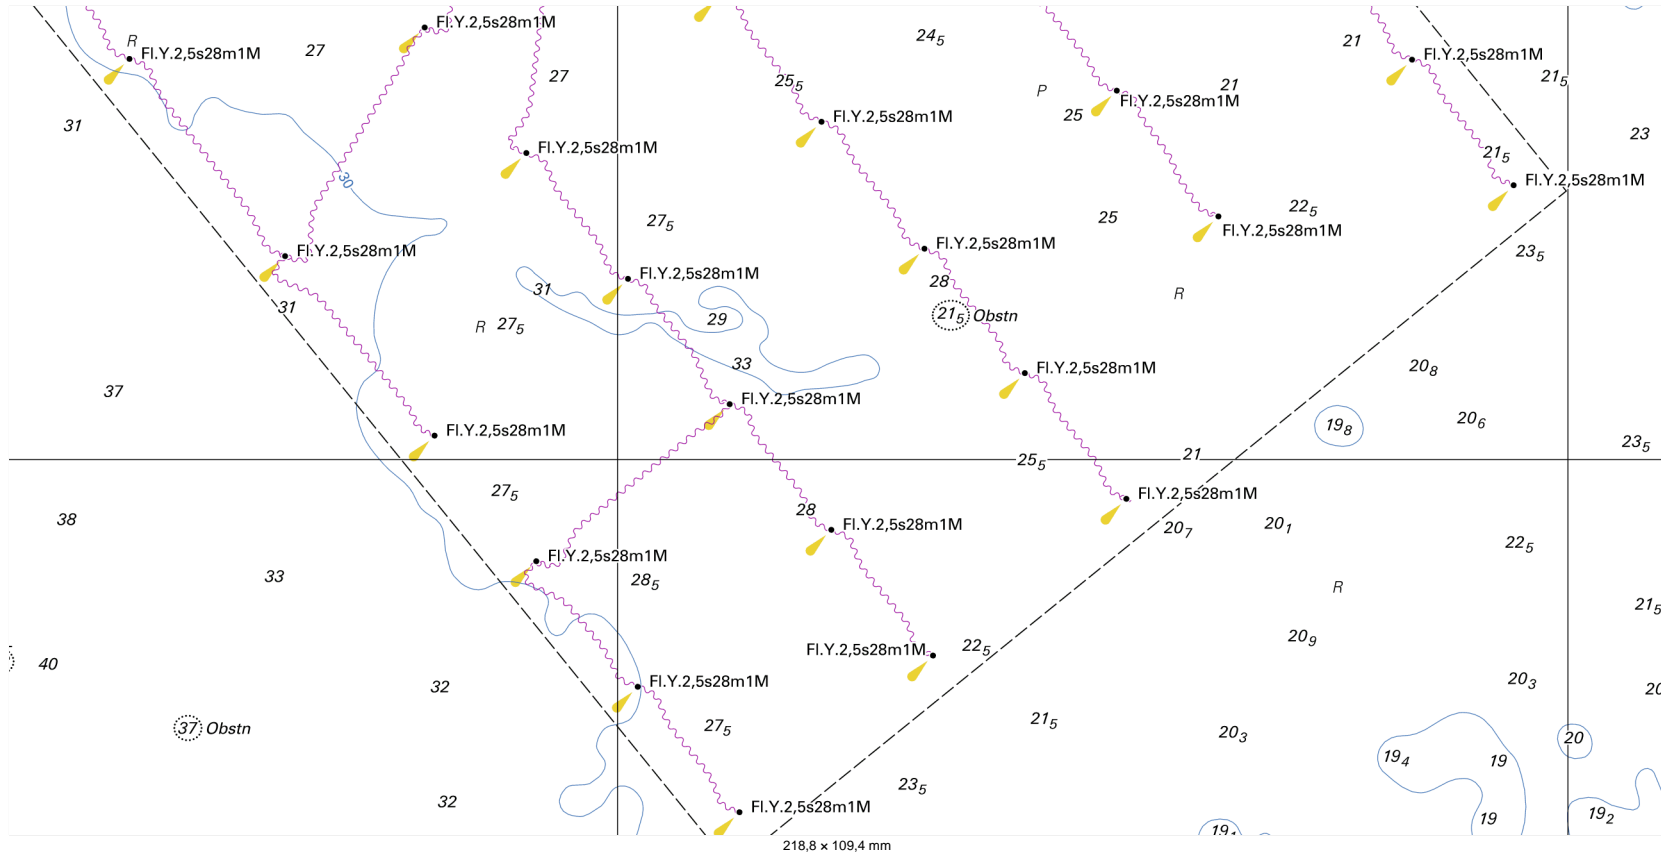 Fl.Y.2,5s28m1M
24₅
R
27
21
Fl.Y.2,5s28m1M
Fl.Y.2,5s28m1M
27
25₅
21₅
P
21
Fl.Y.2,5s28m1M
25
Fl.Y.2,5s28m1M
31
23
Fl.Y.2,5s28m1M
21₅
30
Fl.Y.2,5s28m1M
27₅
25
22₅
Fl.Y.2,5s28m1M
Fl.Y.2,5s28m1M
Fl.Y.2,5s28m1M
23₅
Fl.Y.2,5s28m1M
28
31
R
31
21₅ Obstn
29
R 27₅
33
Fl.Y.2,5s28m1M
20₈
37
Fl.Y.2,5s28m1M
20₆
19₈
Fl.Y.2,5s28m1M
23₅
25₅
21
27₅
Fl.Y.2,5s28m1M
28
38
Fl.Y.2,5s28m1M
20₇
20₁
22₅
Fl.Y.2,5s28m1M
33
28₅
R
21₅
20₉
Fl.Y.2,5s28m1M
22₅
40
Fl.Y.2,5s28m1M
20₃
20
32
21₅
27₅
37 Obstn
20₃
20
19₄
19
23₅
32
Fl.Y.2,5s28m1M
19₂
19
19₁
218,8 × 109,4 mm